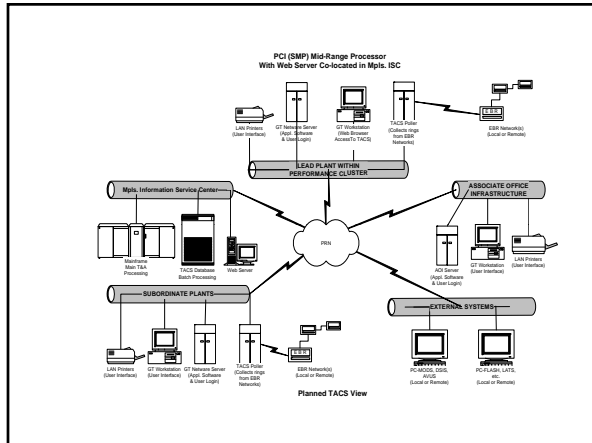 PCI (SMP) Mid-Range Processor
With Web Server Co-located in Mpls. ISC
LAN Printers
(User Interface)
GT Netware Server
(Appl. Software
& User Login)
GT Workstation
(Web Browser
AccessTo TACS)
TACS Poller
(Collects rings
from EBR
Networks)
EBR
EBR Network(s)
(Local or Remote)
LEAD PLANT WITHIN
PERFORMANCE CLUSTER
Mpls. Information Service Center
Mainframe
Main T&A
Processing
TACS Database
Batch Processing
Web Server
PRN
ASSOCIATE OFFICE
INFRASTRUCTURE
AOI Server
(Appl. Software
& User Login)
GT Workstation
(User Interface)
LAN Printers
(User Interface)
SUBORDINATE PLANTS
LAN Printers
(User Interface)
GT Workstation
(User Interface)
GT Netware Server
(Appl. Software
& User Login)
TACS Poller
(Collects rings
from EBR
Networks)
EBR
EBR Network(s)
(Local or Remote)
EXTERNAL SYSTEMS
PC-MODS, DSIS,
AVUS
(Local or Remote)
PC-FLASH, LATS,
etc.
(Local or Remote)
Planned TACS View